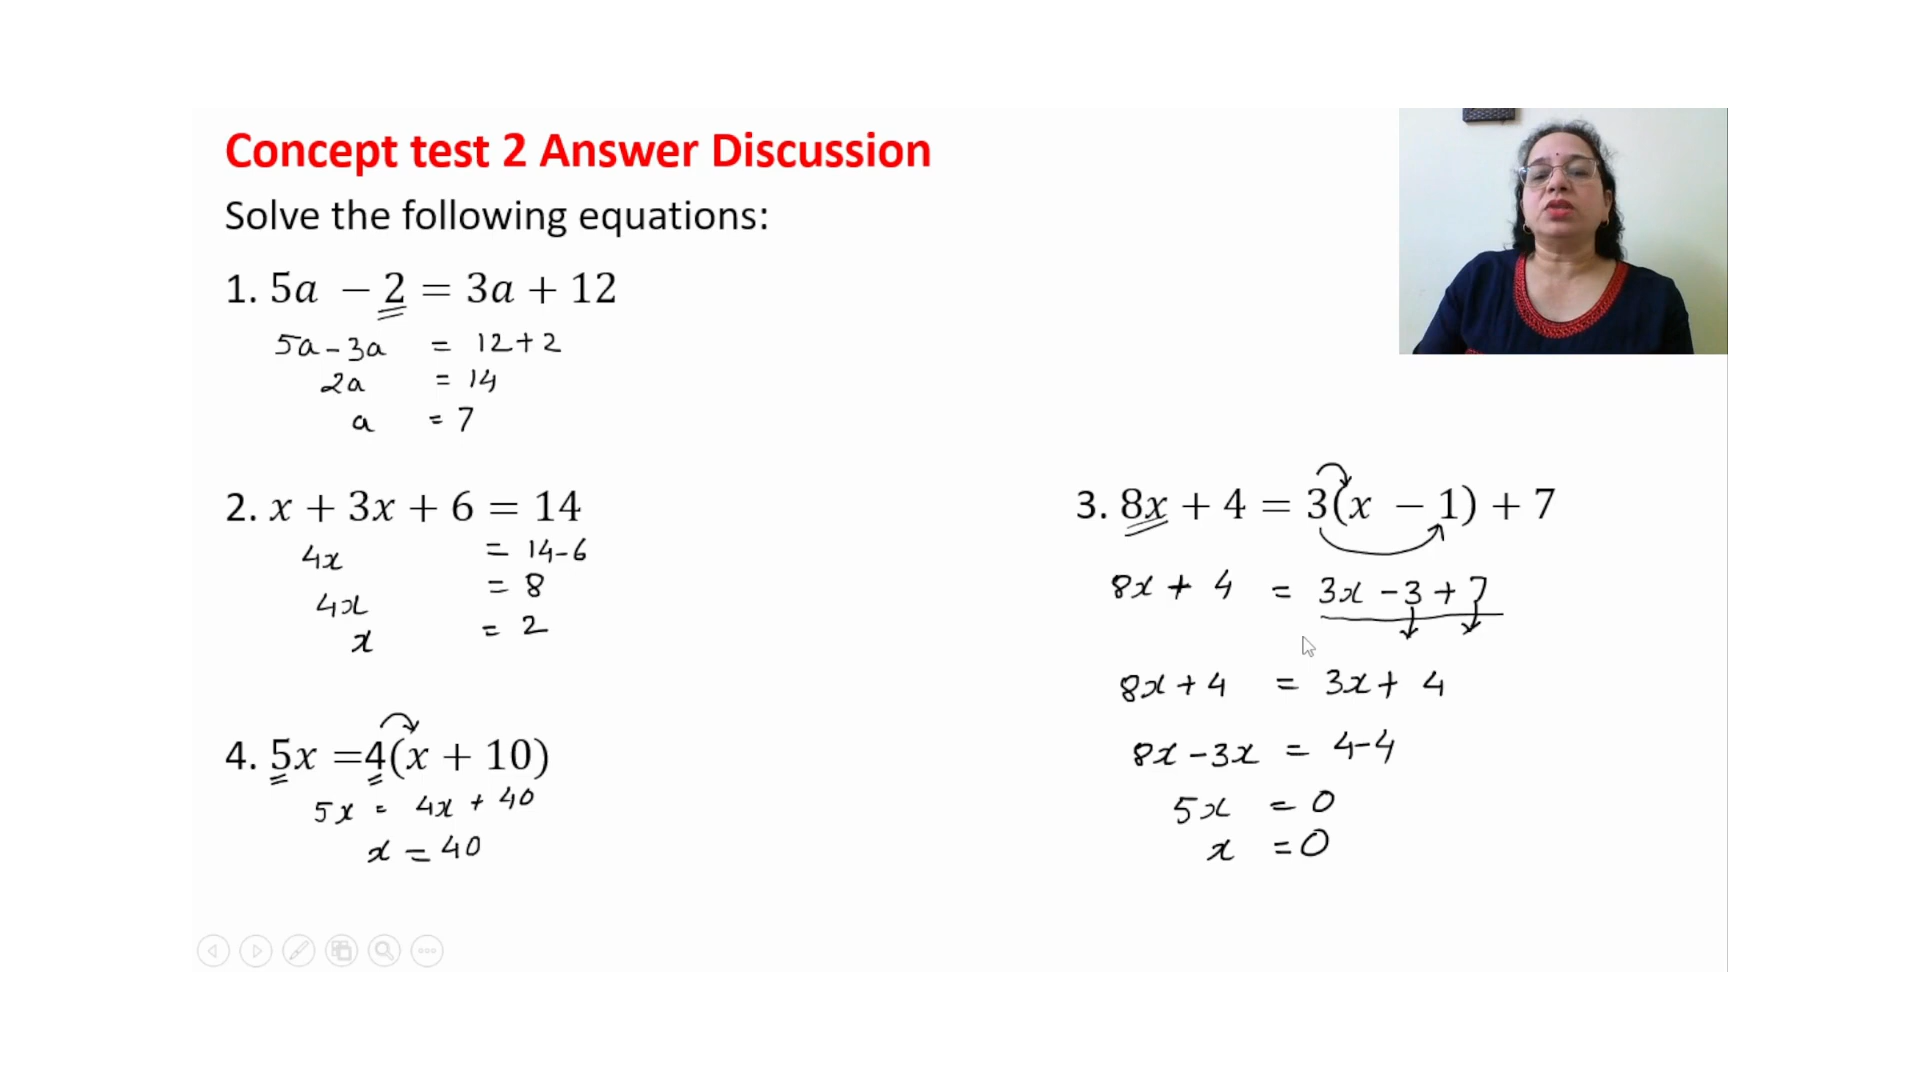 Concept test 2 Answer Discussion
Solve the following equations:
1. 5a − 2 = 3a + 12
5a - 3a = 12 + 2
2a = 14
a = 7
2. x + 3x + 6 = 14
4x = 14 - 6
4x = 8
x = 2
4. 5x =4(x + 10)
5x = 4x + 40
x = 40
3. 8x + 4 = 3(x − 1) + 7
8x + 4 = 3x - 3 + 7
8x + 4 = 3x + 4
8x - 3x = 4 - 4
5x = 0
x = 0